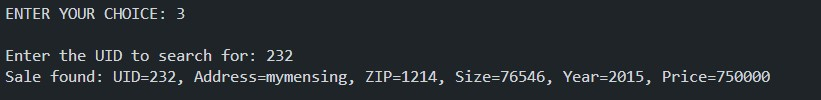 ENTER YOUR CHOICE: 3
Enter the UID to search for: 232
Sale found: UID=232, Address=mymensing, ZIP=1214, Size=76546, Year=2015, Price=750000